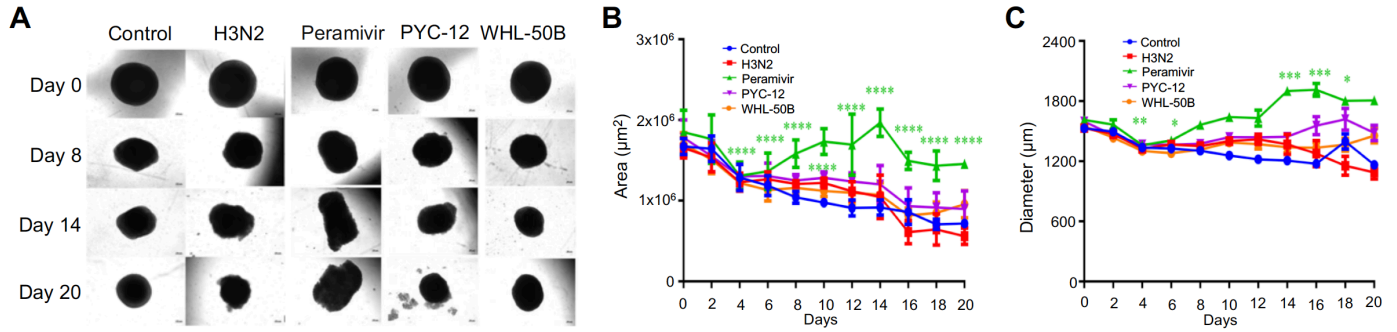 A
Control H3N2 Peramivir PYC-12 WHL-50B
Day 0
Day 8
Day 14
Day 20
B
Area (µm²)
3x10⁶
2x10⁶
1x10⁶
0
Control
H3N2
Peramivir
PYC-12
WHL-50B
**** **** **** **** **** **** **** ****
****
0 2 4 6 8 10 12 14 16 18 20
Days
C
Diameter (µm)
2400
1800
1200
600
0
Control
H3N2
Peramivir
PYC-12
WHL-50B
** * *** *** *
0 2 4 6 8 10 12 14 16 18 20
Days